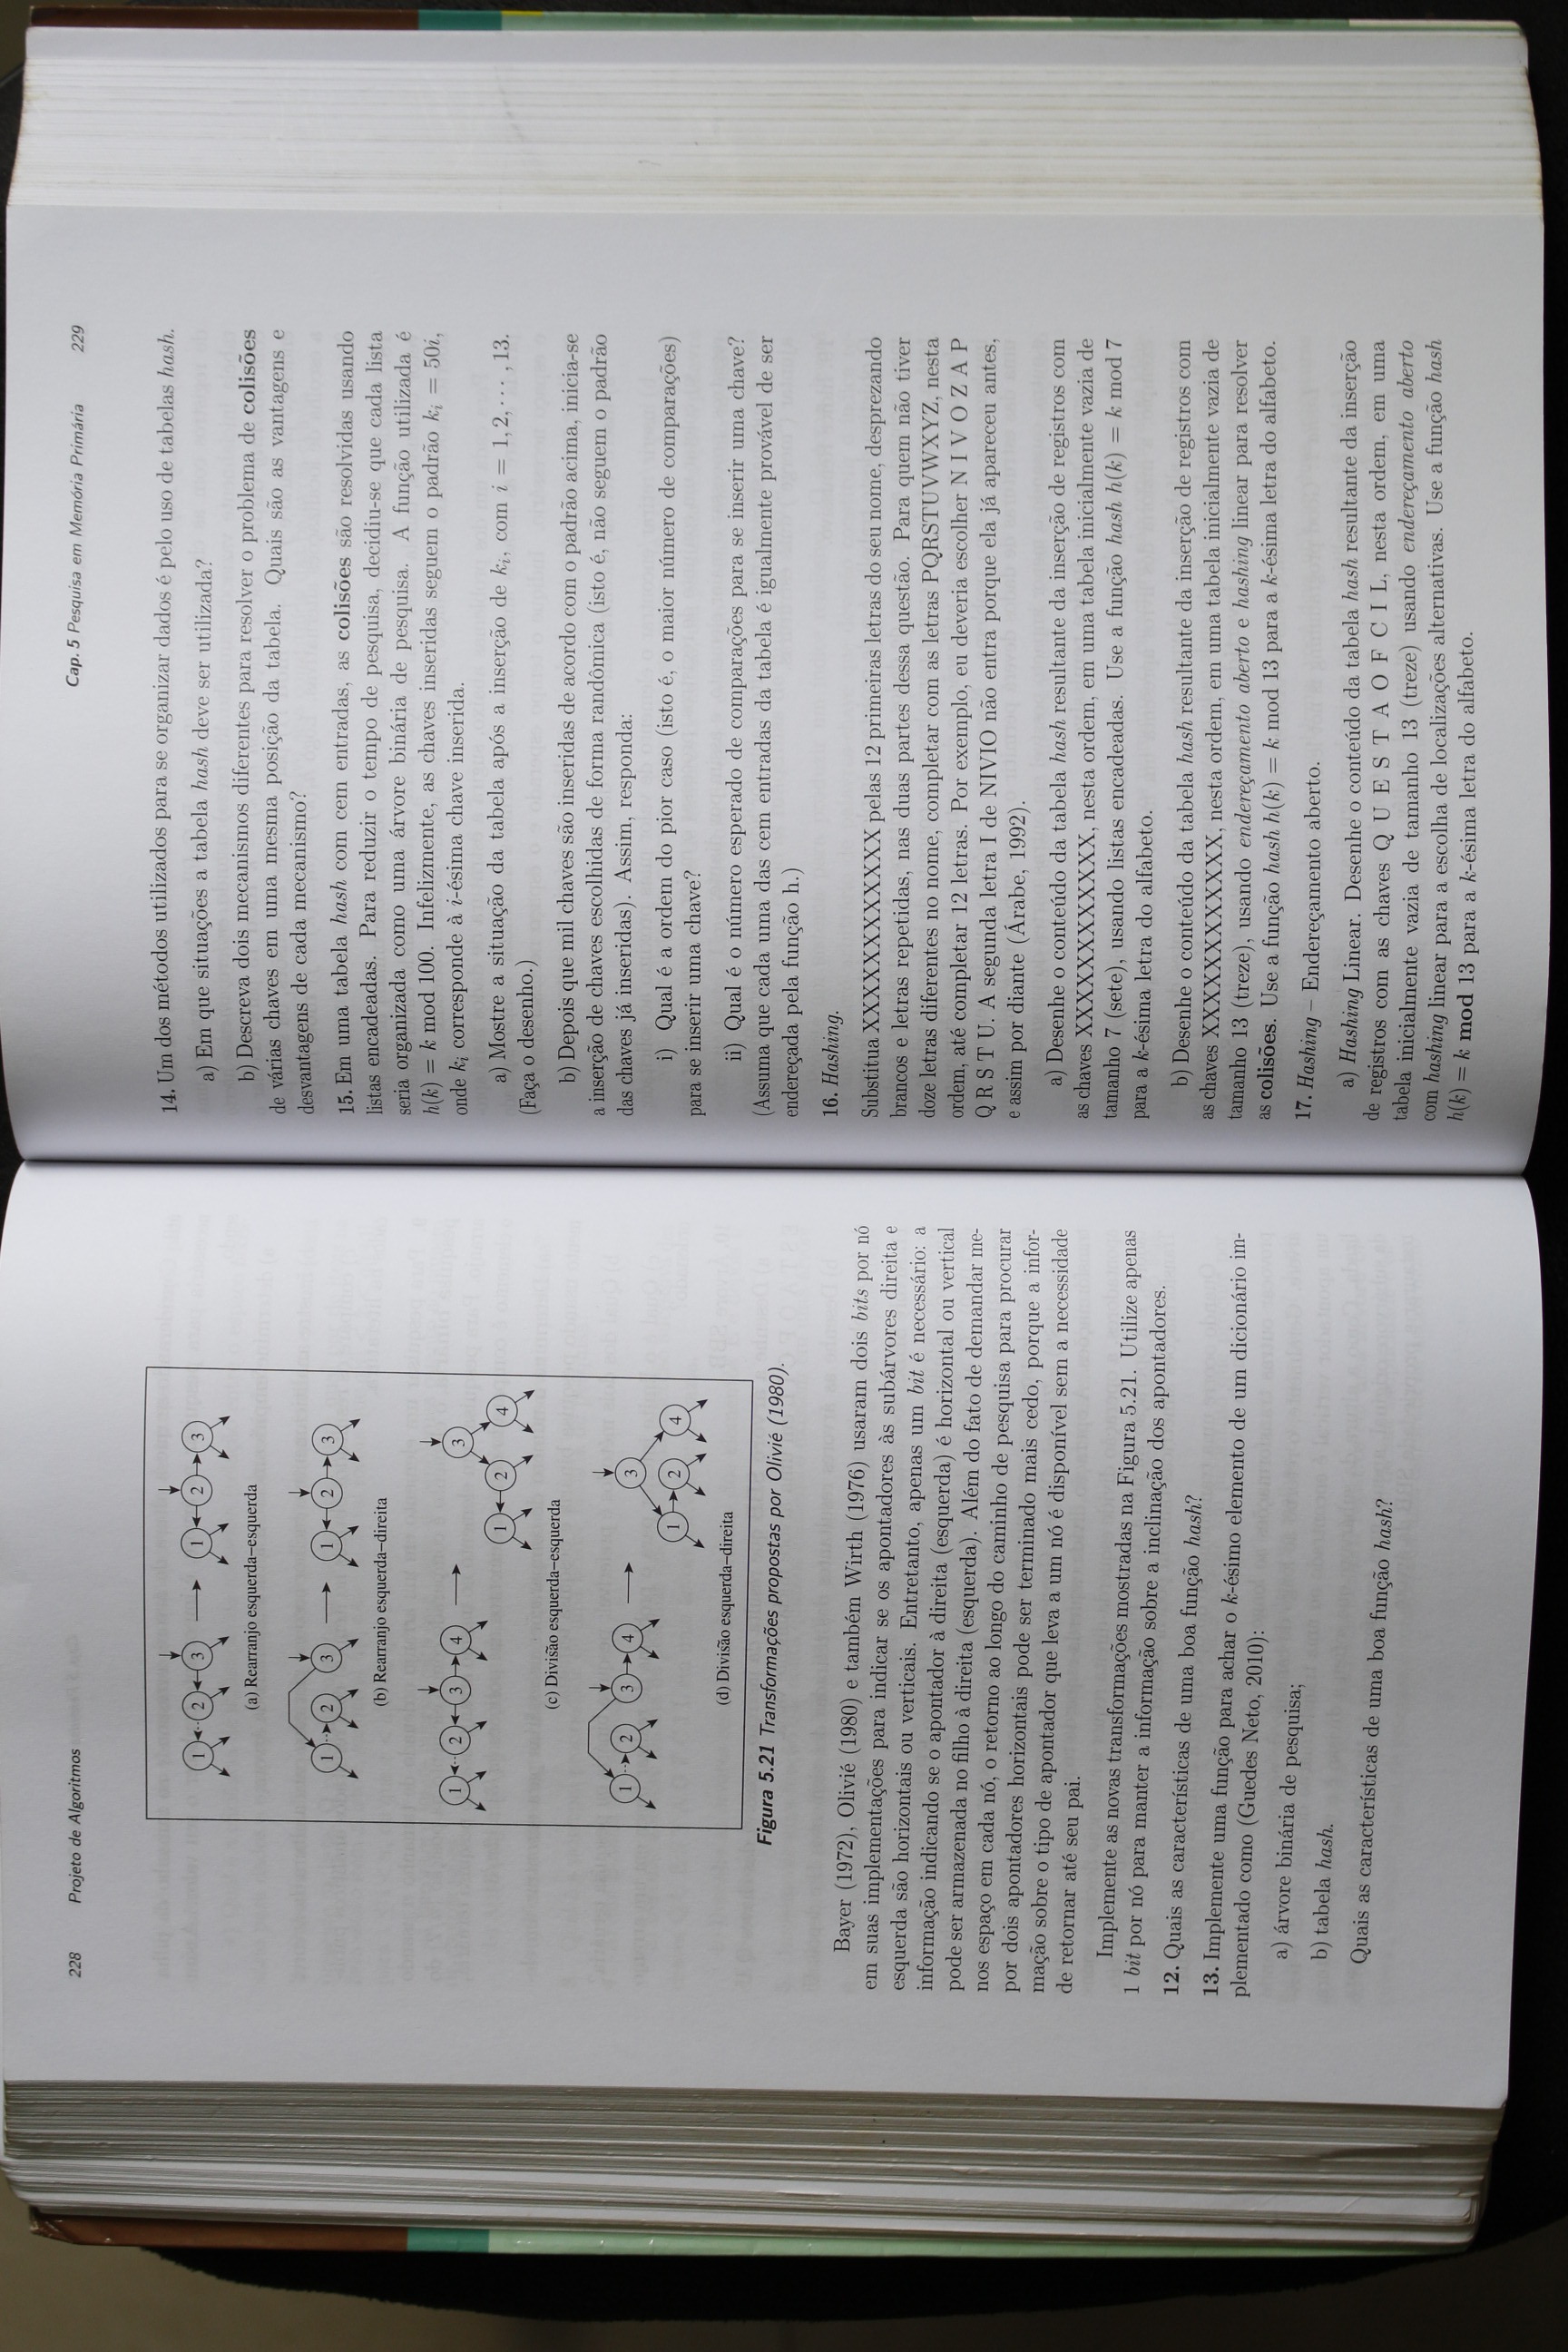 228 Projeto de Algoritmos
1 2 3 1 2 3
(a) Rearranjo esquerda–esquerda
1 2 3 1 2 3
(b) Rearranjo esquerda–direita
1 2 3 4 3
1 2 4
(c) Divisão esquerda–esquerda
1 2 3 4 3
1 2 4
(d) Divisão esquerda–direita
Figura 5.21 Transformações propostas por Olivié (1980).
Bayer (1972), Olivié (1980) e também Wirth (1976) usaram dois bits por nó
em suas implementações para indicar se os apontadores às subárvores direita e
esquerda são horizontais ou verticais. Entretanto, apenas um bit é necessário: a
informação indicando se o apontador à direita (esquerda) é horizontal ou vertical
pode ser armazenada no filho à direita (esquerda). Além do fato de demandar me-
nos espaço em cada nó, o retorno ao longo do caminho de pesquisa para procurar
por dois apontadores horizontais pode ser terminado mais cedo, porque a infor-
mação sobre o tipo de apontador que leva a um nó é disponível sem a necessidade
de retornar até seu pai.
Implemente as novas transformações mostradas na Figura 5.21. Utilize apenas
1 bit por nó para manter a informação sobre a inclinação dos apontadores.
12. Quais as características de uma boa função hash?
13. Implemente uma função para achar o k-ésimo elemento de um dicionário im-
plementado como (Guedes Neto, 2010):
a) árvore binária de pesquisa;
b) tabela hash.
Quais as características de uma boa função hash?
Cap. 5 Pesquisa em Memória Primária 229
14. Um dos métodos utilizados para se organizar dados é pelo uso de tabelas hash.
a) Em que situações a tabela hash deve ser utilizada?
b) Descreva dois mecanismos diferentes para resolver o problema de colisões
de várias chaves em uma mesma posição da tabela. Quais são as vantagens e
desvantagens de cada mecanismo?
15. Em uma tabela hash com cem entradas, as colisões são resolvidas usando
listas encadeadas. Para reduzir o tempo de pesquisa, decidiu-se que cada lista
seria organizada como uma árvore binária de pesquisa. A função utilizada é
h(k) = k mod 100. Infelizmente, as chaves inseridas seguem o padrão kᵢ = 50i,
onde kᵢ corresponde à i-ésima chave inserida.
a) Mostre a situação da tabela após a inserção de kᵢ, com i = 1, 2, ⋯ , 13.
(Faça o desenho.)
b) Depois que mil chaves são inseridas de acordo com o padrão acima, inicia-se
a inserção de chaves escolhidas de forma randômica (isto é, não seguem o padrão
das chaves já inseridas). Assim, responda:
i) Qual é a ordem do pior caso (isto é, o maior número de comparações)
para se inserir uma chave?
ii) Qual é o número esperado de comparações para se inserir uma chave?
(Assuma que cada uma das cem entradas da tabela é igualmente provável de ser
endereçada pela função h.)
16. Hashing.
Substitua XXXXXXXXXXXX pelas 12 primeiras letras do seu nome, desprezando
brancos e letras repetidas, nas duas partes dessa questão. Para quem não tiver
doze letras diferentes no nome, completar com as letras PQRSTUVWXYZ, nesta
ordem, até completar 12 letras. Por exemplo, eu deveria escolher N I V O Z A P
Q R S T U. A segunda letra I de NIVIO não entra porque ela já apareceu antes,
e assim por diante (Árabe, 1992).
a) Desenhe o conteúdo da tabela hash resultante da inserção de registros com
as chaves XXXXXXXXXXXX, nesta ordem, em uma tabela inicialmente vazia de
tamanho 7 (sete), usando listas encadeadas. Use a função hash h(k) = k mod 7
para a k-ésima letra do alfabeto.
b) Desenhe o conteúdo da tabela hash resultante da inserção de registros com
as chaves XXXXXXXXXXXX, nesta ordem, em uma tabela inicialmente vazia de
tamanho 13 (treze), usando endereçamento aberto e hashing linear para resolver
as colisões. Use a função hash h(k) = k mod 13 para a k-ésima letra do alfabeto.
17. Hashing – Endereçamento aberto.
a) Hashing Linear. Desenhe o conteúdo da tabela hash resultante da inserção
de registros com as chaves Q U E S T A O F C I L, nesta ordem, em uma
tabela inicialmente vazia de tamanho 13 (treze) usando endereçamento aberto
com hashing linear para a escolha de localizações alternativas. Use a função hash
h(k) = k mod 13 para a k-ésima letra do alfabeto.